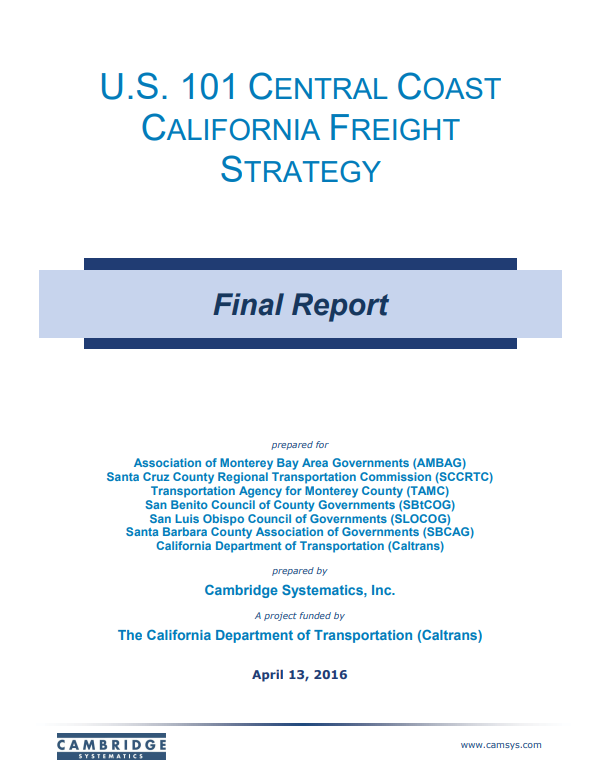 U.S. 101 CENTRAL COAST
CALIFORNIA FREIGHT
STRATEGY
Final Report
prepared for
Association of Monterey Bay Area Governments (AMBAG)
Santa Cruz County Regional Transportation Commission (SCCRTC)
Transportation Agency for Monterey County (TAMC)
San Benito Council of County Governments (SBtCOG)
San Luis Obispo Council of Governments (SLOCOG)
Santa Barbara County Association of Governments (SBCAG)
California Department of Transportation (Caltrans)
prepared by
Cambridge Systematics, Inc.
A project funded by
The California Department of Transportation (Caltrans)
April 13, 2016
CAMBRIDGE
SYSTEMATICS
www.camsys.com